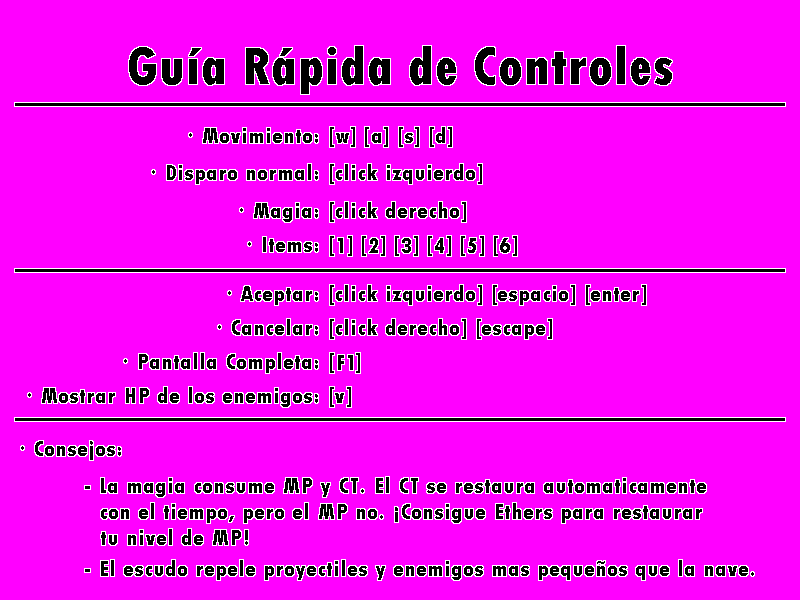 Guía Rápida de Controles
· Movimiento: [w] [a] [s] [d]
· Disparo normal: [click izquierdo]
· Magia: [click derecho]
· Items: [1] [2] [3] [4] [5] [6]
· Aceptar: [click izquierdo] [espacio] [enter]
· Cancelar: [click derecho] [escape]
· Pantalla Completa: [F1]
· Mostrar HP de los enemigos: [v]
· Consejos:
- La magia consume MP y CT. El CT se restaura automaticamente
con el tiempo, pero el MP no. ¡Consigue Ethers para restaurar
tu nivel de MP!
- El escudo repele proyectiles y enemigos mas pequeños que la nave.